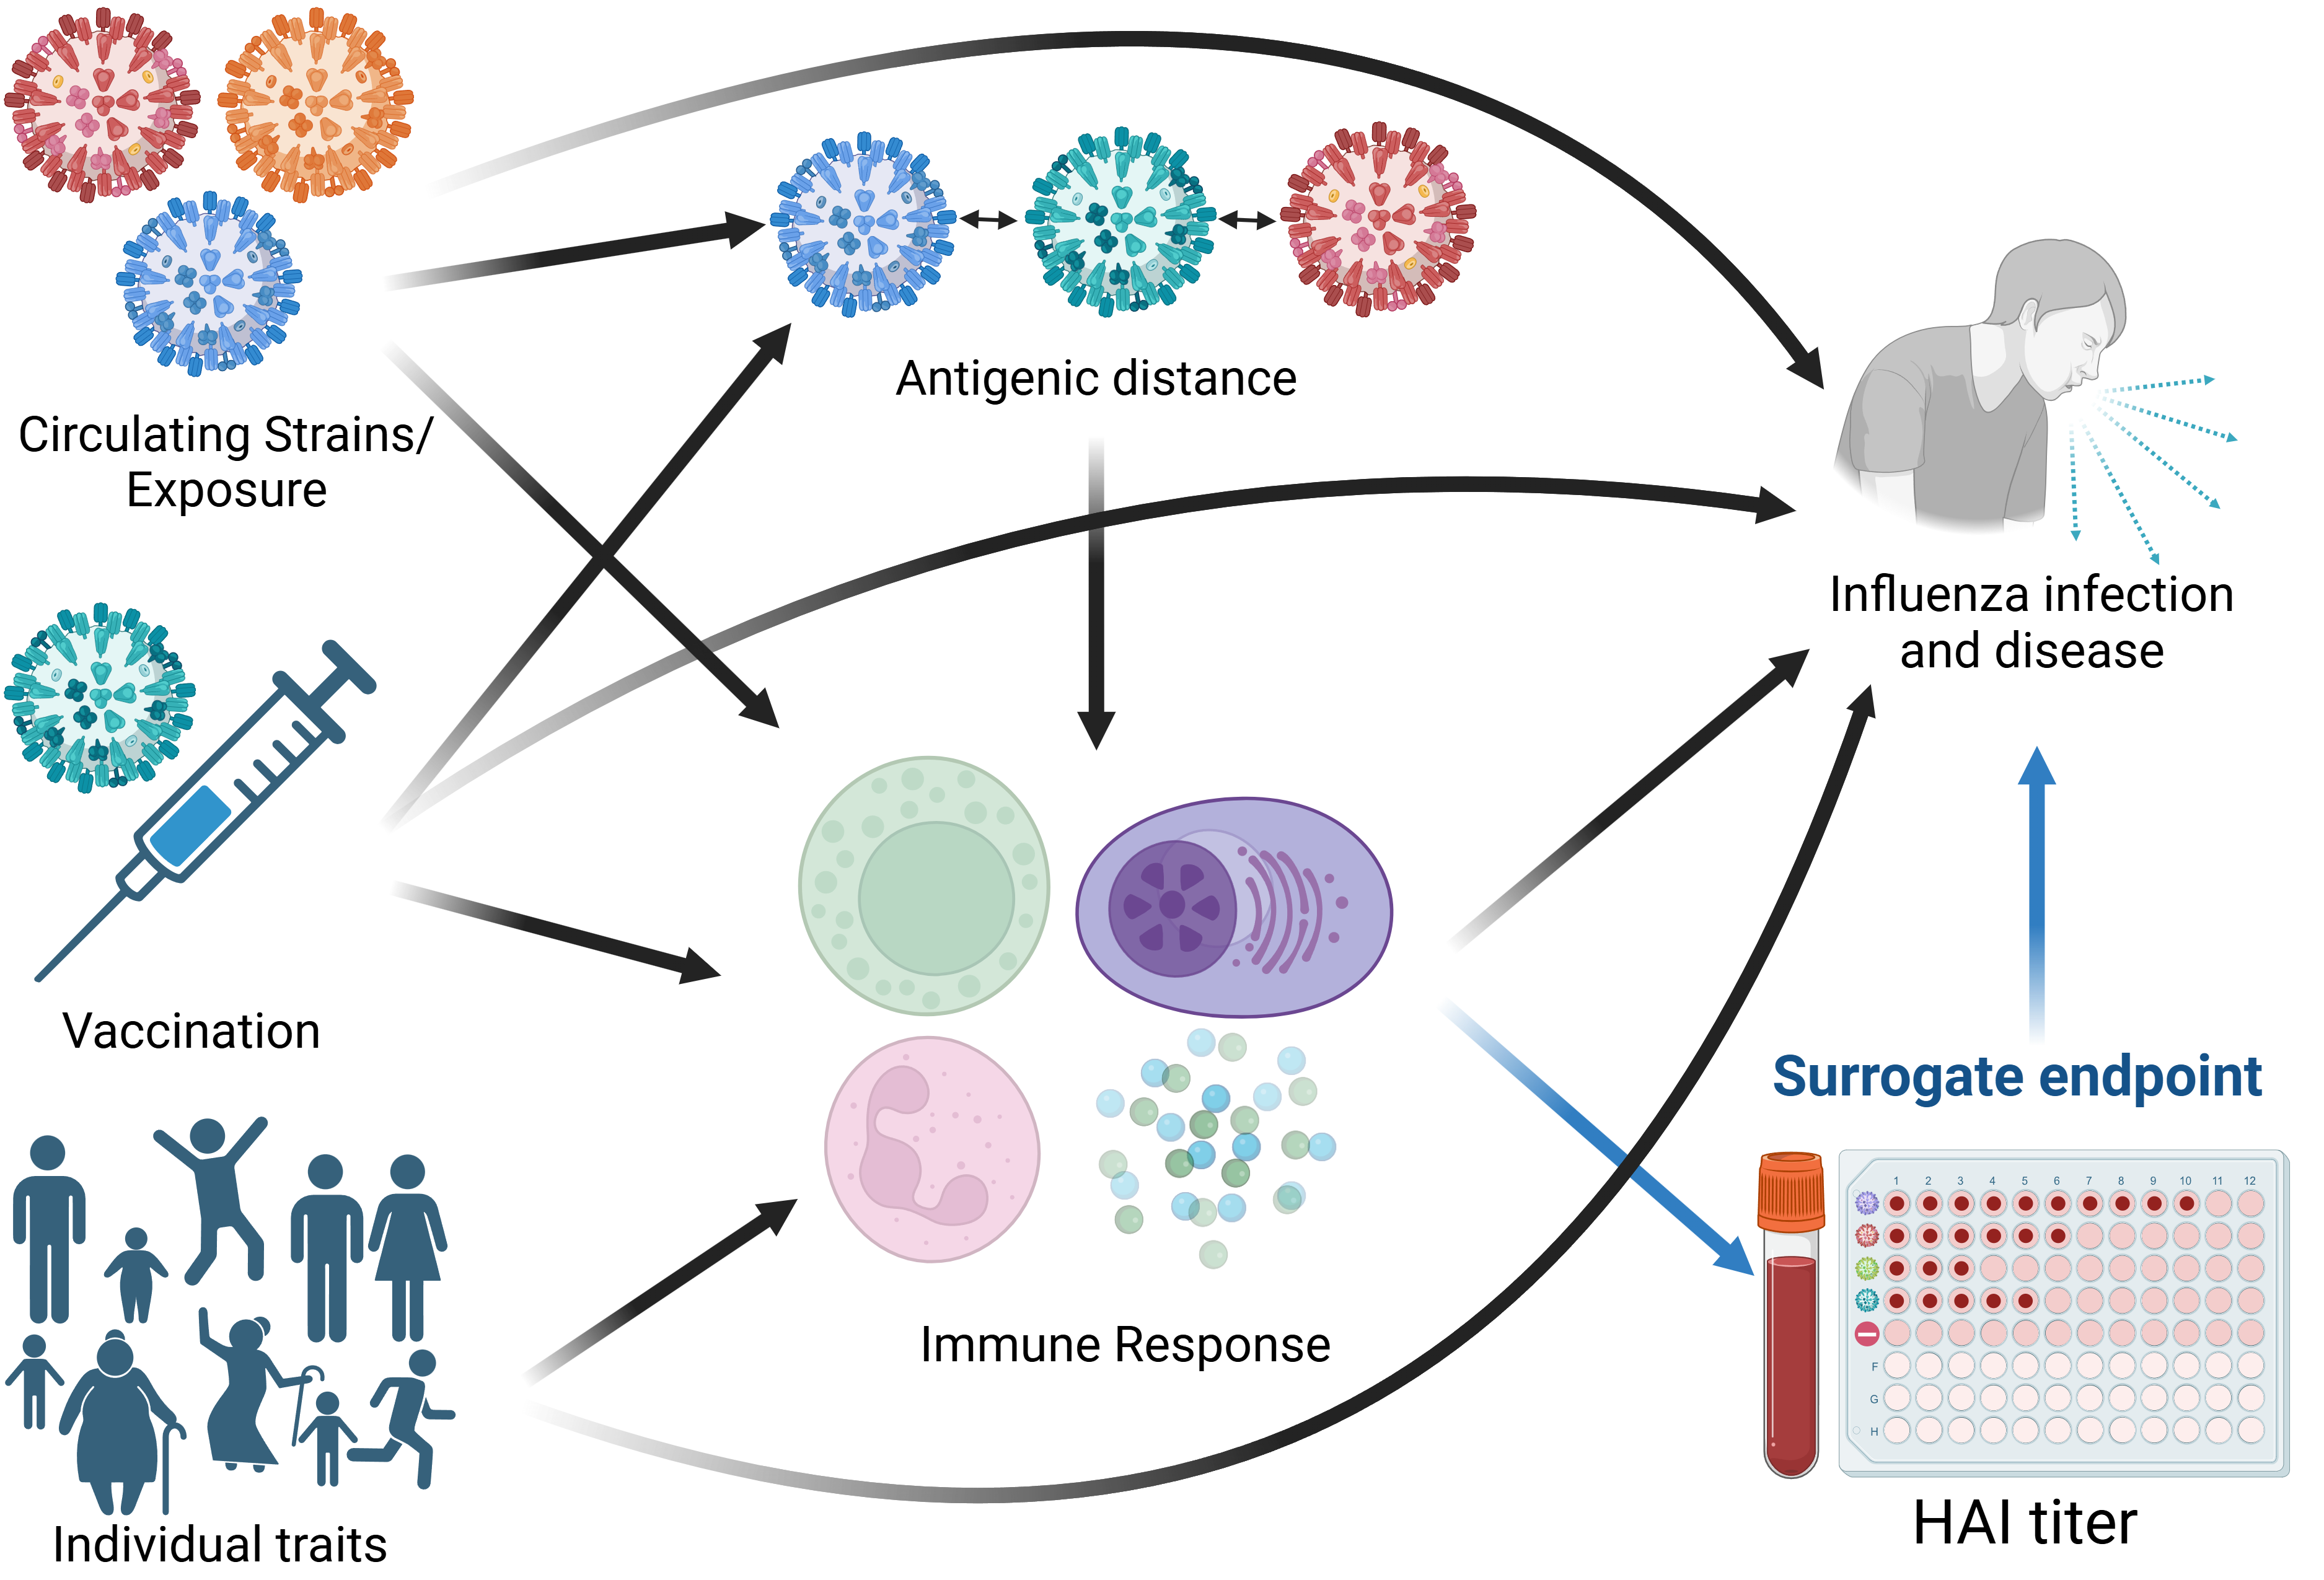 Circulating Strains/
Exposure
Antigenic distance
Influenza infection
and disease
Vaccination
Surrogate endpoint
Immune Response
1 2 3 4 5 6 7 8 9 10 11 12
F
G
H
HAI titer
Individual traits